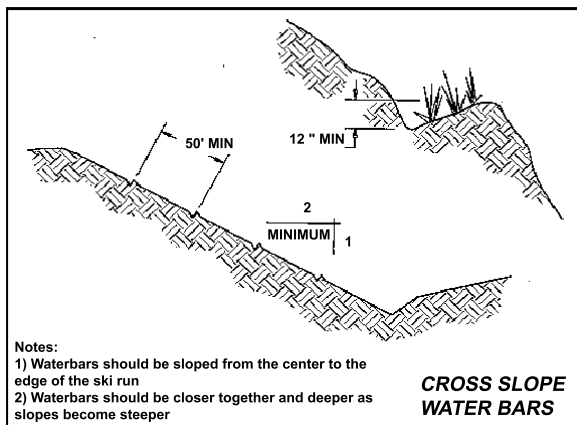 50' MIN
12 " MIN
2
MINIMUM
1
Notes:
1) Waterbars should be sloped from the center to the
edge of the ski run
2) Waterbars should be closer together and deeper as
slopes become steeper
CROSS SLOPE
WATER BARS